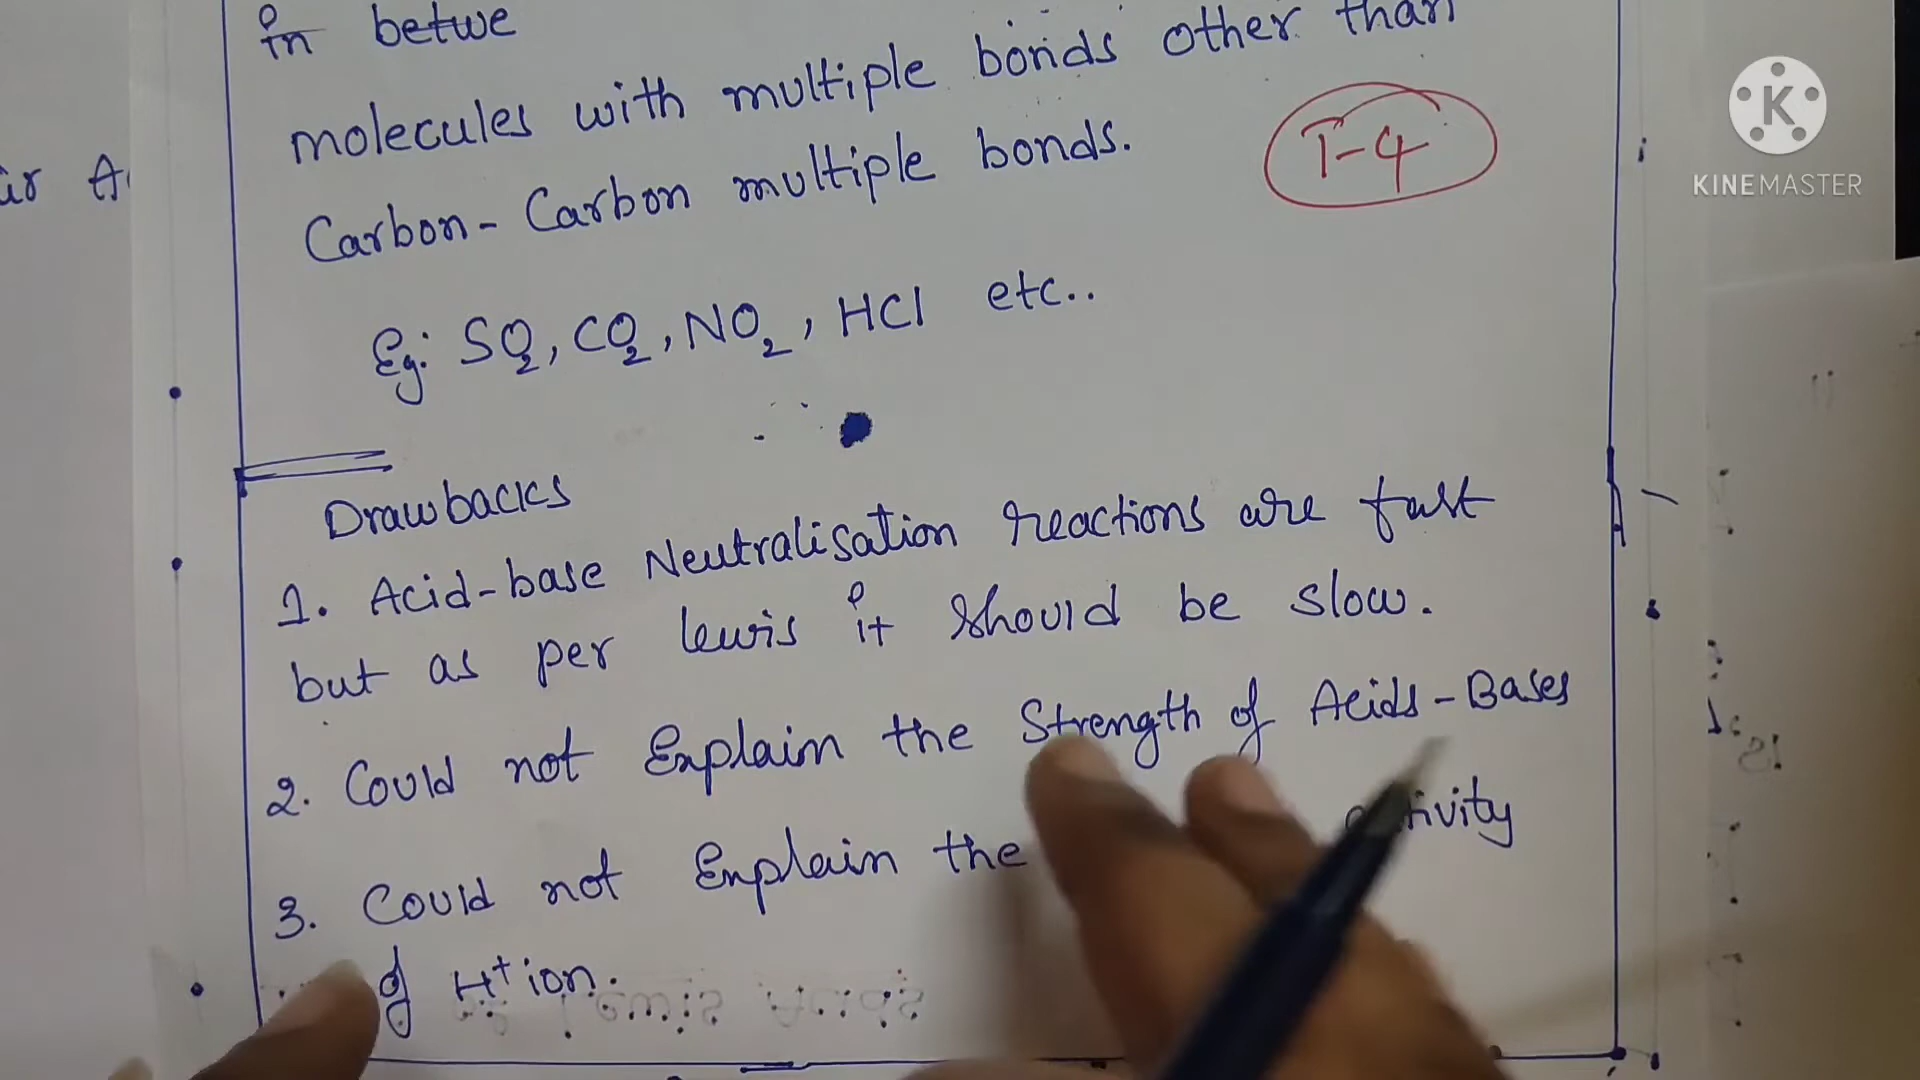 in betwe
molecules with multiple bonds other than
Carbon - Carbon multiple bonds.
T-4
Eg: SO2, CO2, NO2, HCl etc..
Drawbacks
1. Acid-base Neutralisation reactions are fast
but as per lewis it should be slow.
2. Could not Explain the Strength of Acids-Bases
3. Could not Explain the
of H+ ion.
KINEMASTER